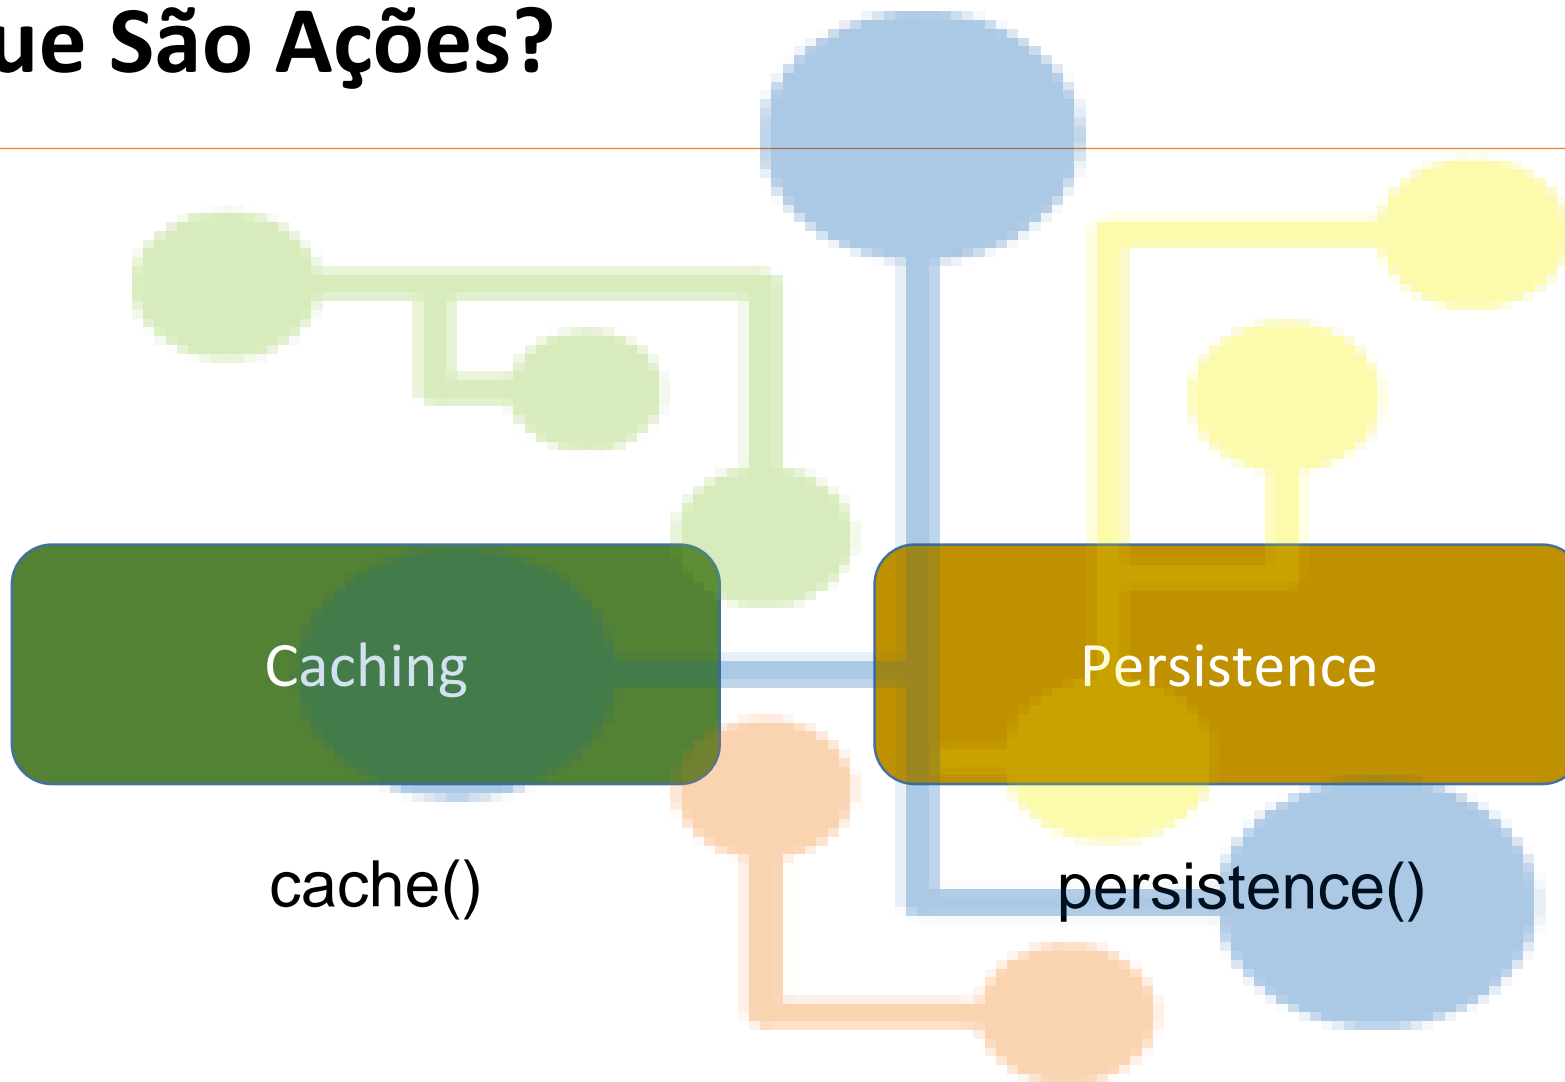 ue São Ações?
Caching
Persistence
cache()
persistence()